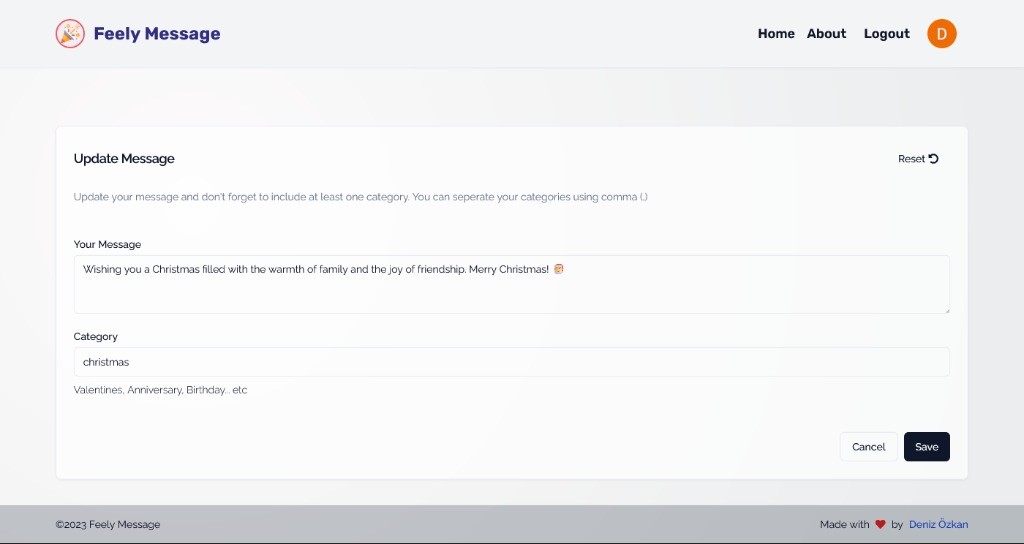 Feely Message
Home About Logout D
Update Message
Reset
Update your message and don't forget to include at least one category. You can seperate your categories using comma (,)
Your Message
Wishing you a Christmas filled with the warmth of family and the joy of friendship. Merry Christmas!
Category
christmas
Valentines, Anniversary, Birthday... etc
Cancel Save
©2023 Feely Message
Made with ❤ by Deniz Özkan